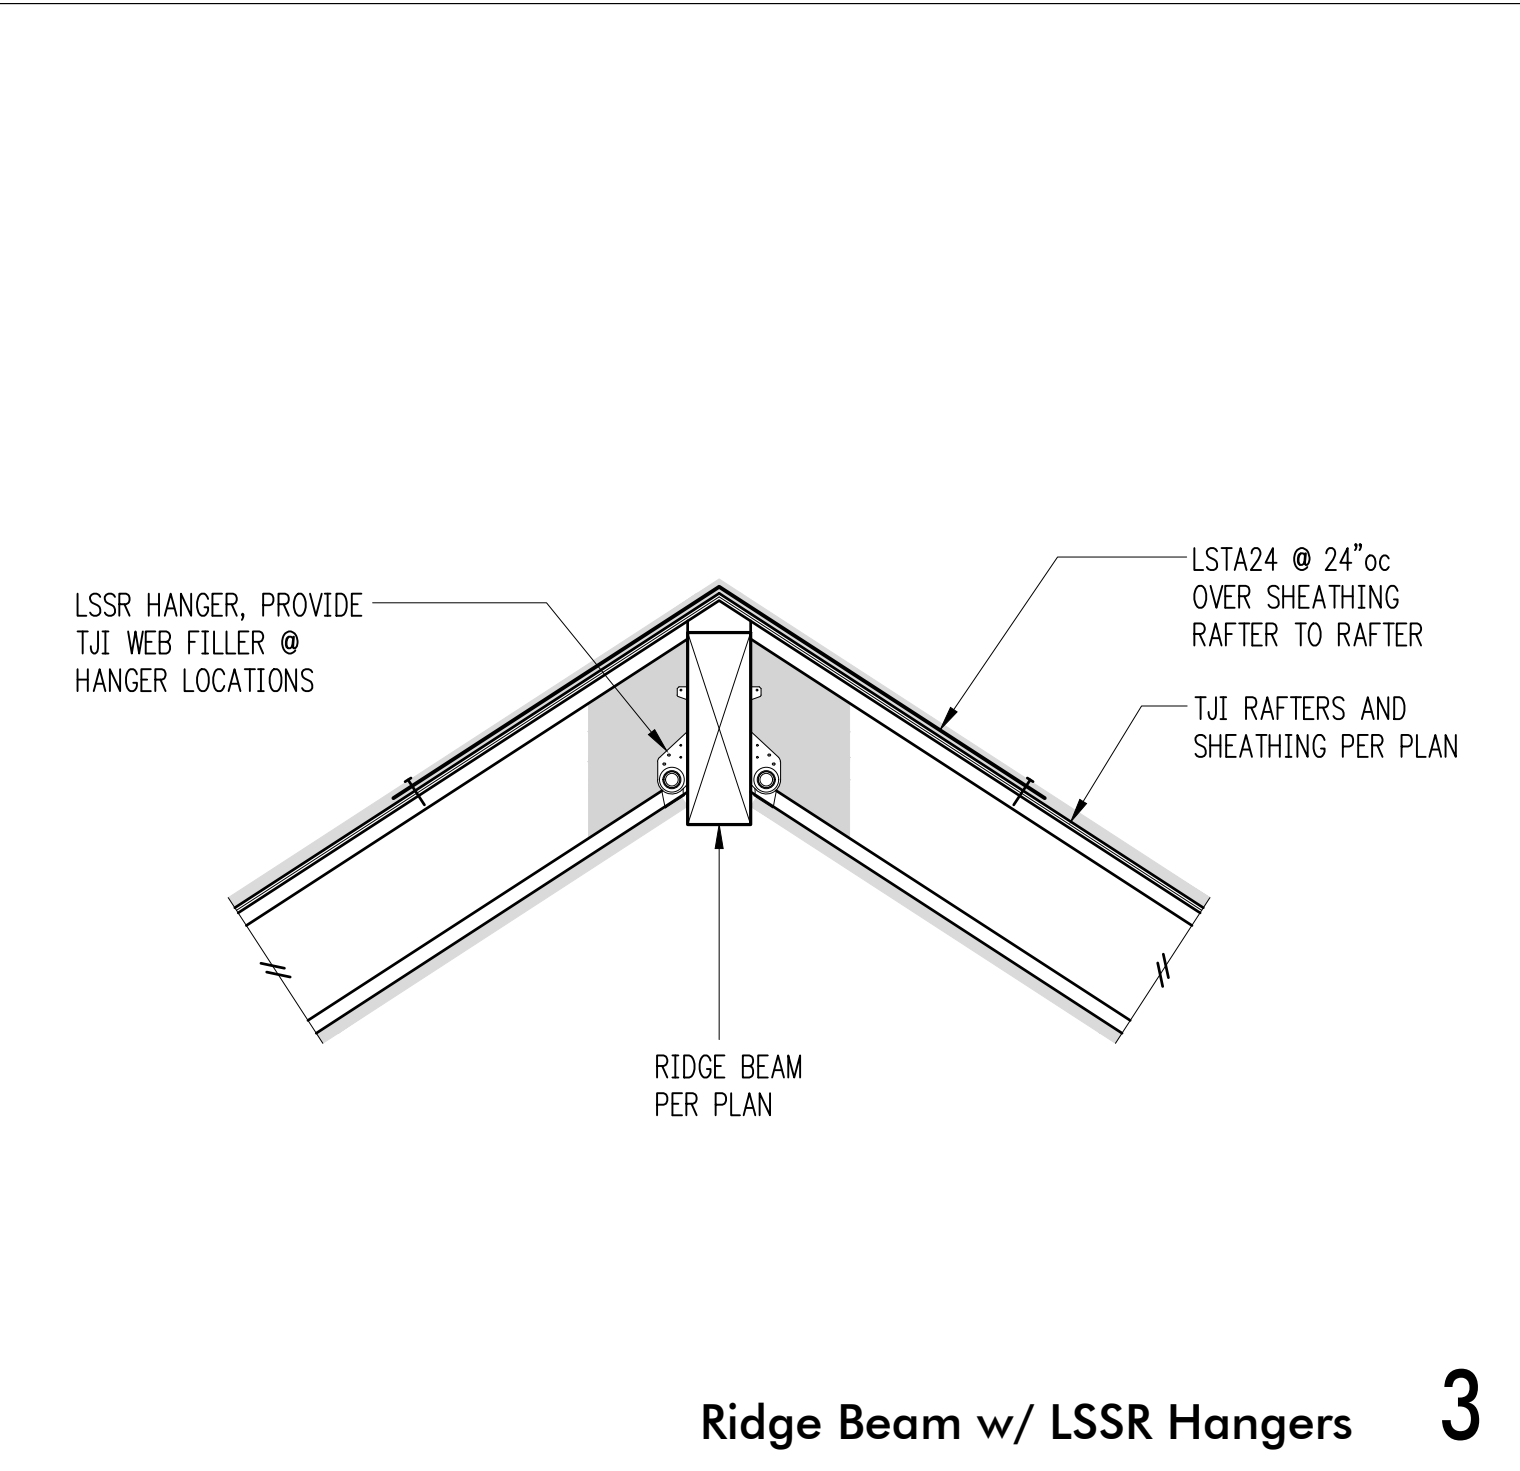 LSSR HANGER, PROVIDE
TJI WEB FILLER @
HANGER LOCATIONS
LSTA24 @ 24”oc
OVER SHEATHING
RAFTER TO RAFTER
TJI RAFTERS AND
SHEATHING PER PLAN
RIDGE BEAM
PER PLAN
Ridge Beam w/ LSSR Hangers 3